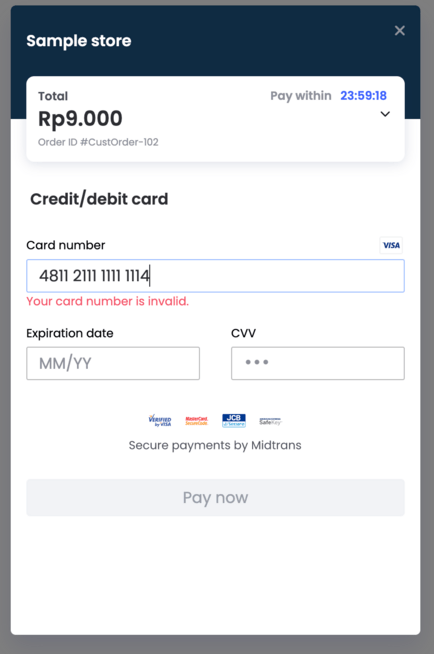 Sample store
Total
Pay within 23:59:18
Rp9.000
Order ID #CustOrder-102
Credit/debit card
Card number
VISA
4811 2111 1111 1114
Your card number is invalid.
Expiration date
CVV
MM/YY
VERIFIED
by VISA
MasterCard.
SecureCode.
JCB
J/Secure
SafeKey
Secure payments by Midtrans
Pay now